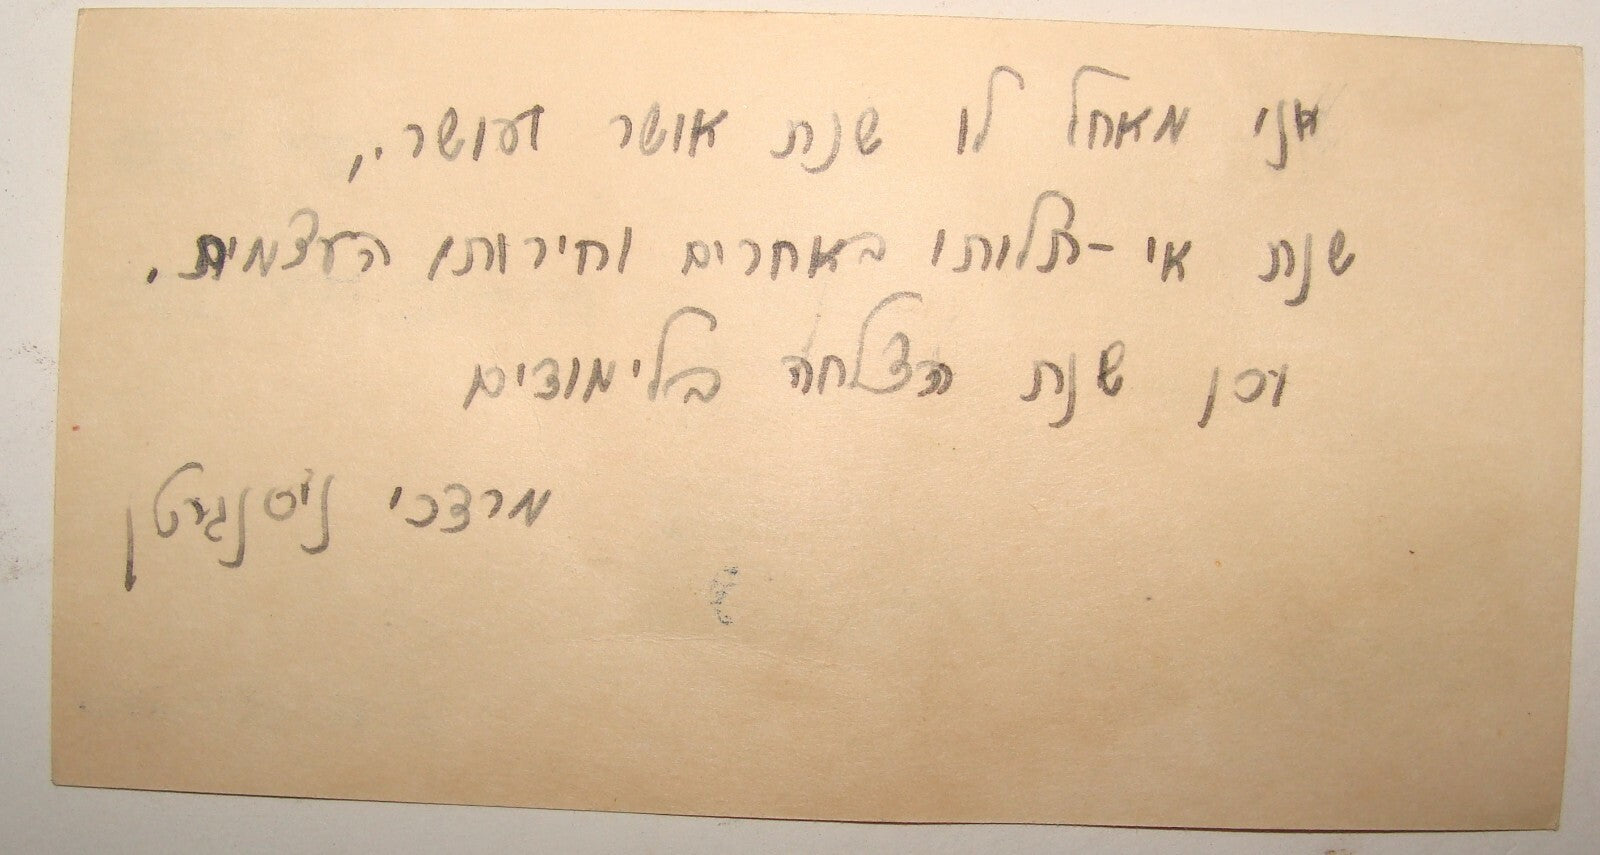 אני מאחל לו שנת אושר ועושר.,
שנת אי-תלותו באחרים וחירותו העצמית.
וכן שנת הצלחה בלימודים
מרדכי ניסנגרטן